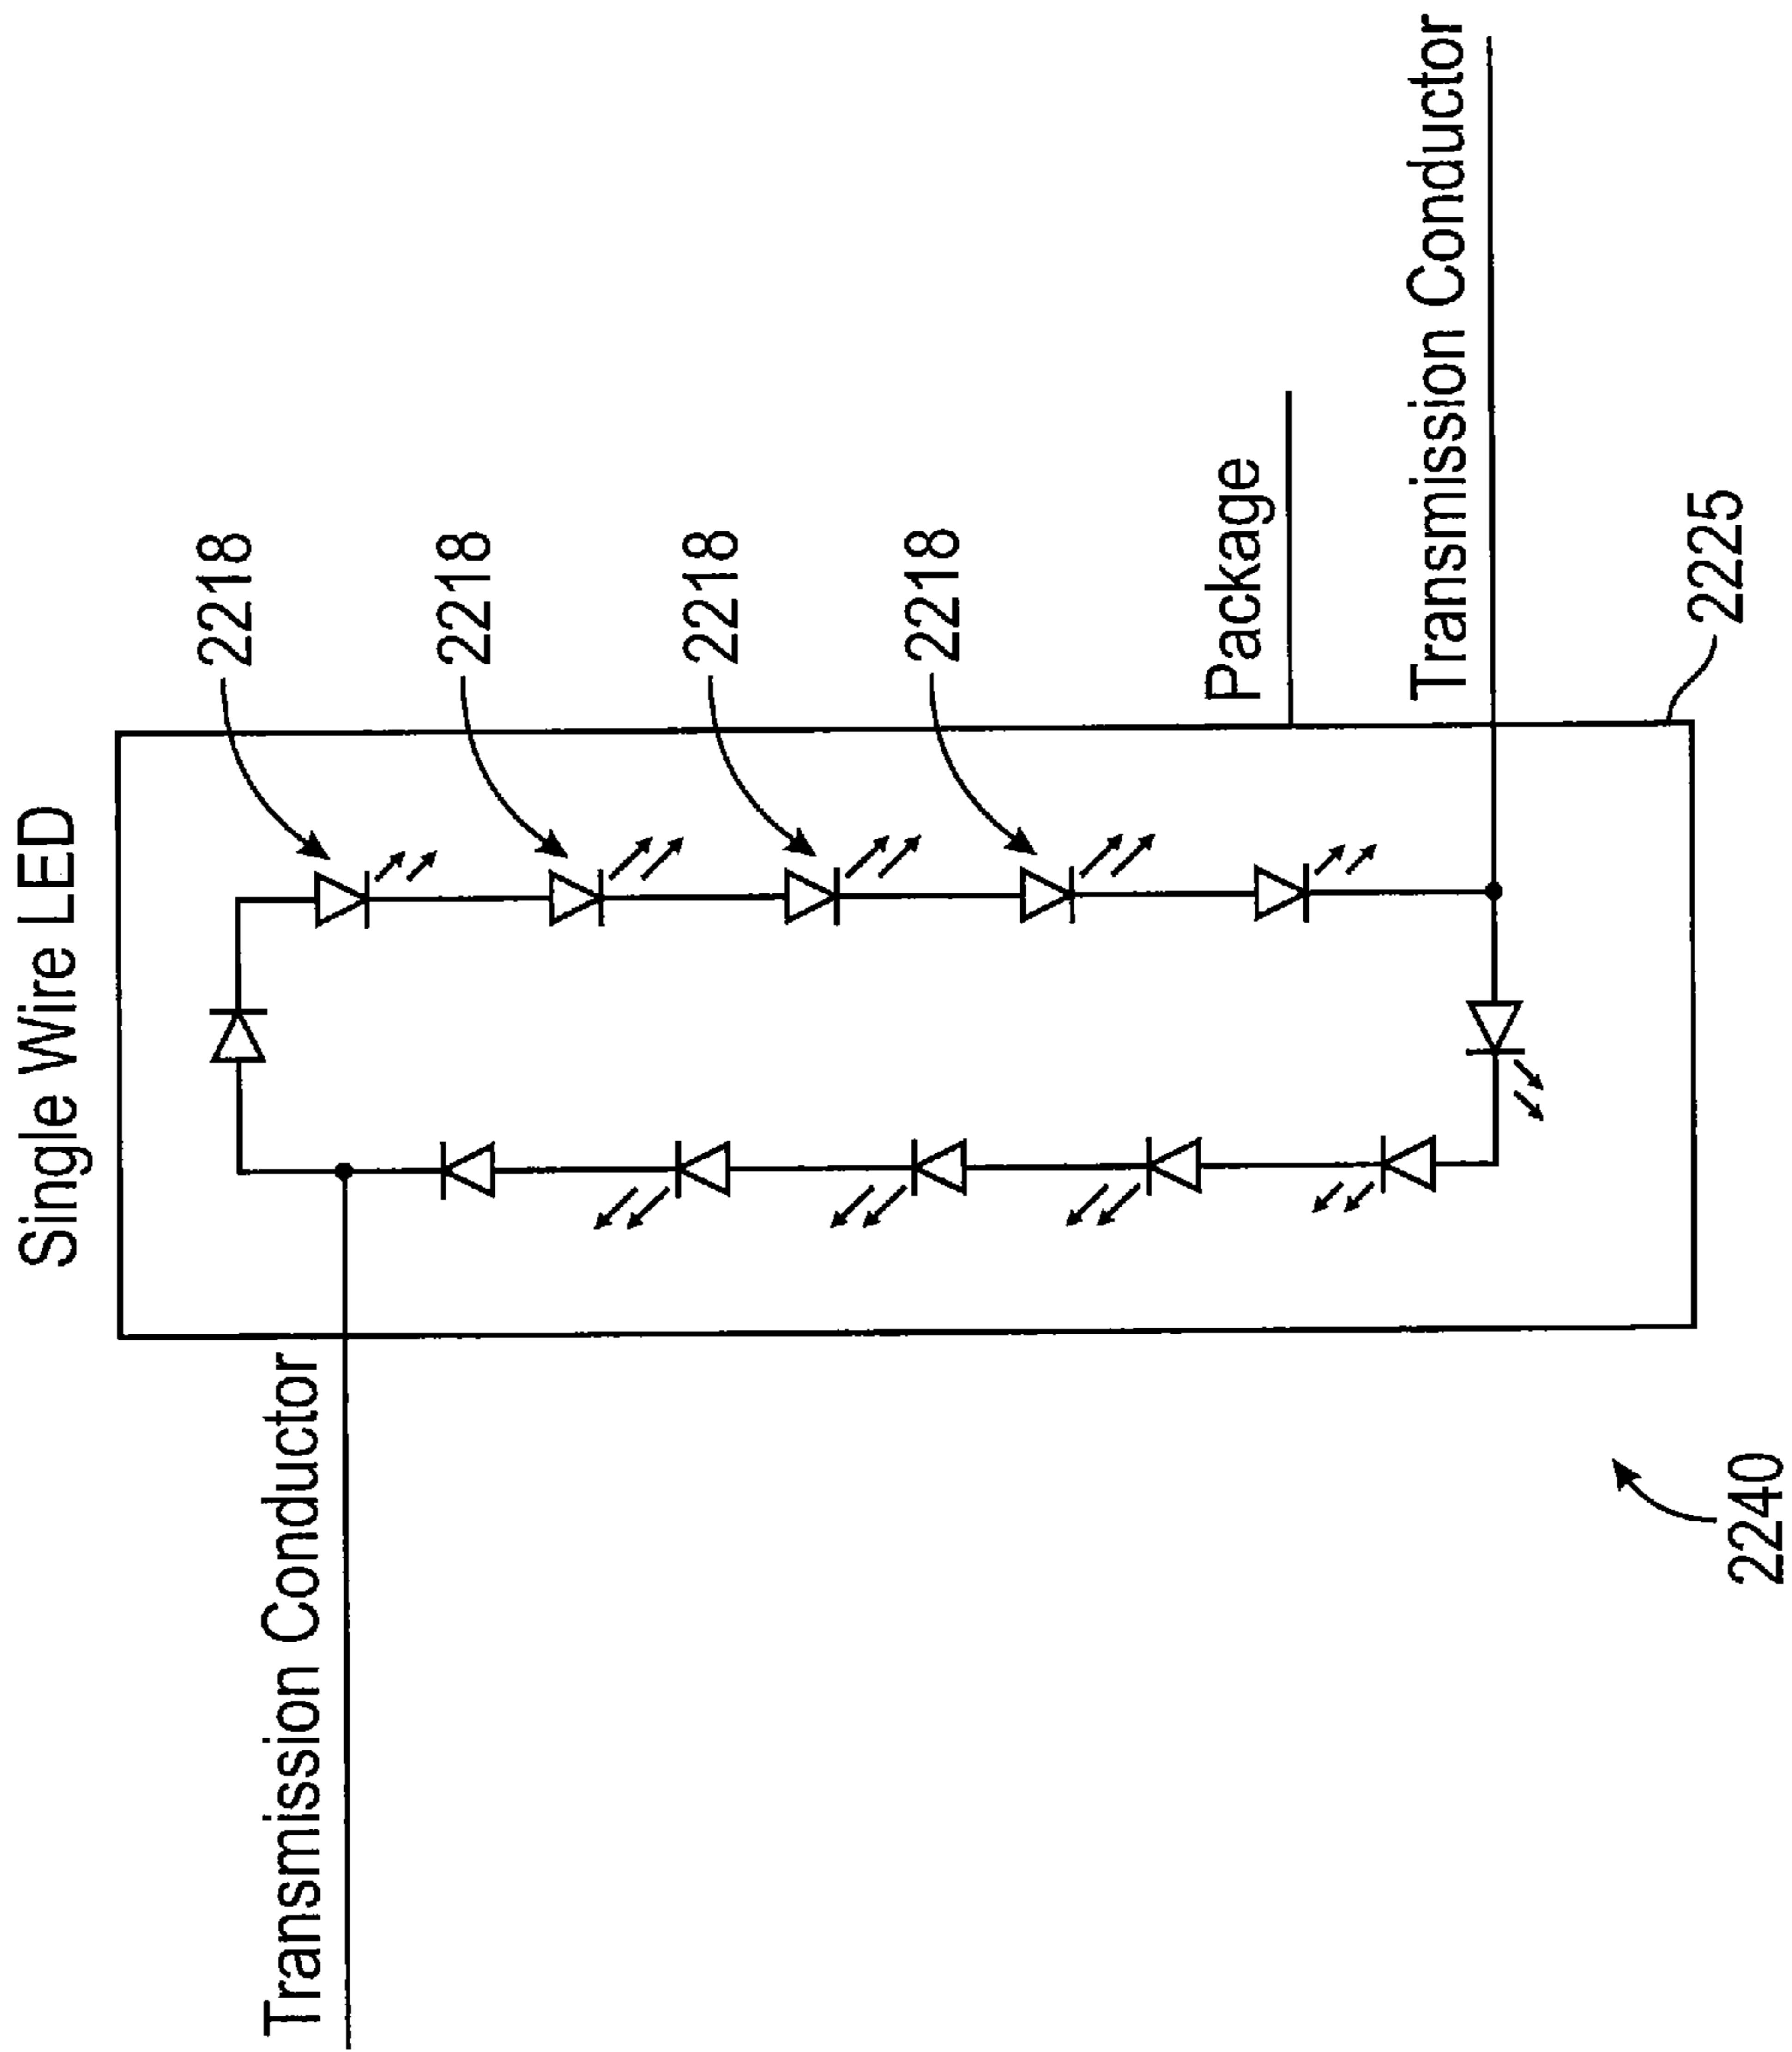 Single Wire LED
2218
2218
2218
2218
Package
Transmission Conductor
2225
Transmission Conductor
2240